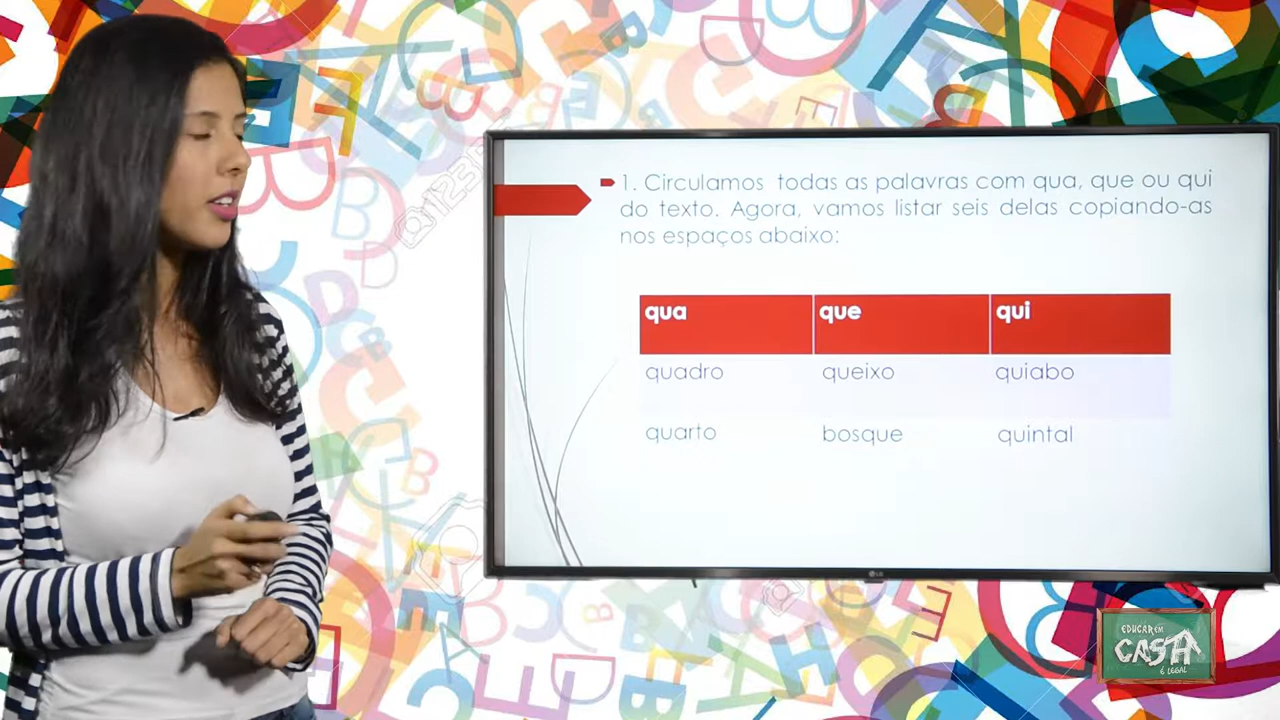 1. Circulamos todas as palavras com qua, que ou qui
do texto. Agora, vamos listar seis delas copiando-as
nos espaços abaixo:
qua que qui
quadro queixo quiabo
quarto bosque quintal
LG
EDUCAR EM
CASA
É LEGAL